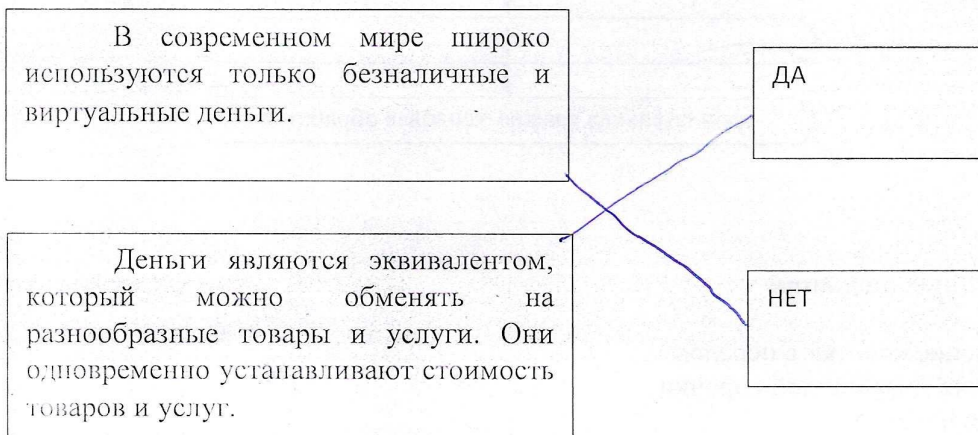 В современном мире широко
используются только безналичные и
виртуальные деньги.
ДА
Деньги являются эквивалентом,
который можно обменять на
разнообразные товары и услуги. Они
одновременно устанавливают стоимость
товаров и услуг.
НЕТ